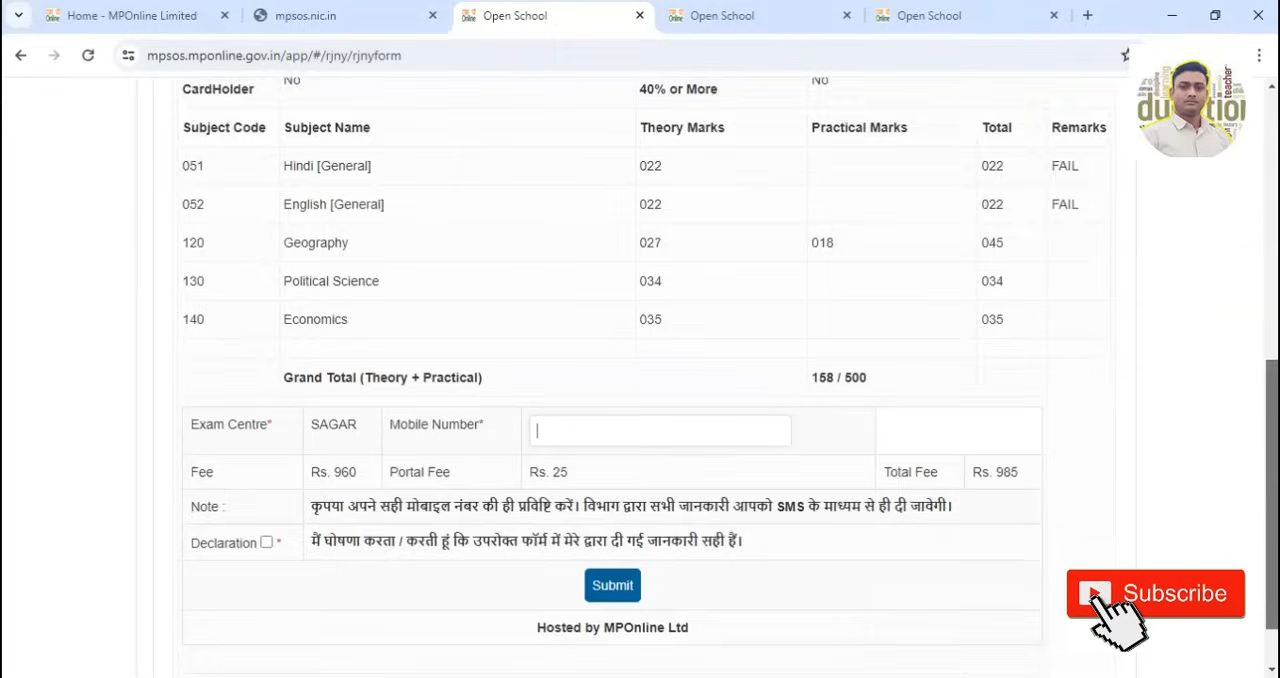 Home - MPOnline Limited
mpsos.nic.in
Open School
Open School
Open School
mpsos.mponline.gov.in/app/#/rjny/rjnyform
CardHolder No 40% or More No
Subject Code Subject Name Theory Marks Practical Marks Total Remarks
051 Hindi [General] 022 022 FAIL
052 English [General] 022 022 FAIL
120 Geography 027 018 045
130 Political Science 034 034
140 Economics 035 035
Grand Total (Theory + Practical) 158 / 500
Exam Centre* SAGAR Mobile Number*
Fee Rs. 960 Portal Fee Rs. 25 Total Fee Rs. 985
Note : कृपया अपने सही मोबाइल नंबर की ही प्रविष्टि करें। विभाग द्वारा सभी जानकारी आपको SMS के माध्यम से ही दी जावेगी।
Declaration * मैं घोषणा करता / करती हूं कि उपरोक्त फॉर्म में मेरे द्वारा दी गई जानकारी सही हैं।
Submit
Hosted by MPOnline Ltd
teacher
Subscribe